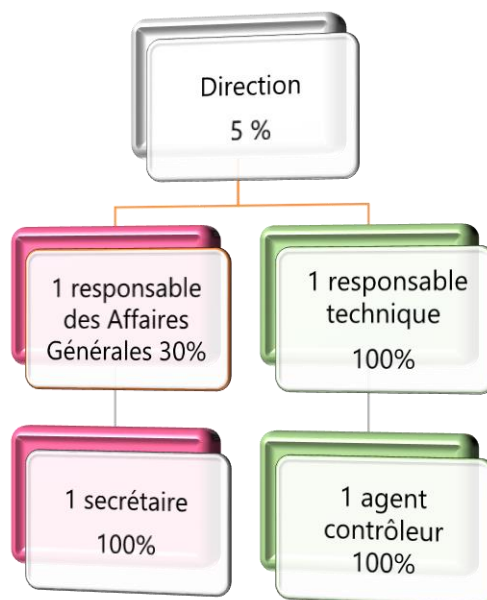 Direction
5 %
1 responsable
des Affaires
Générales 30%
1 responsable
technique
100%
1 secrétaire
100%
1 agent
contrôleur
100%